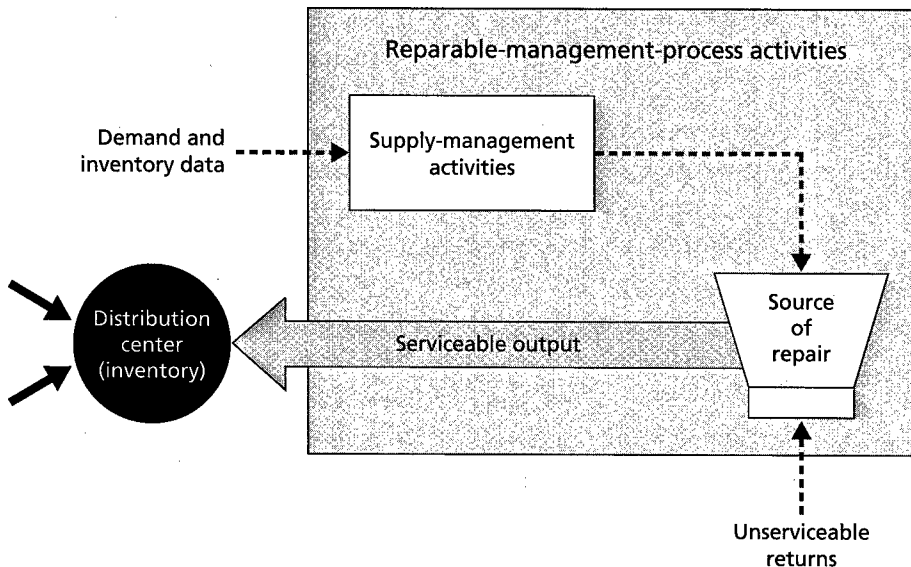 Reparable-management-process activities
Demand and
inventory data
Supply-management
activities
Distribution
center
(inventory)
Serviceable output
Source
of
repair
Unserviceable
returns